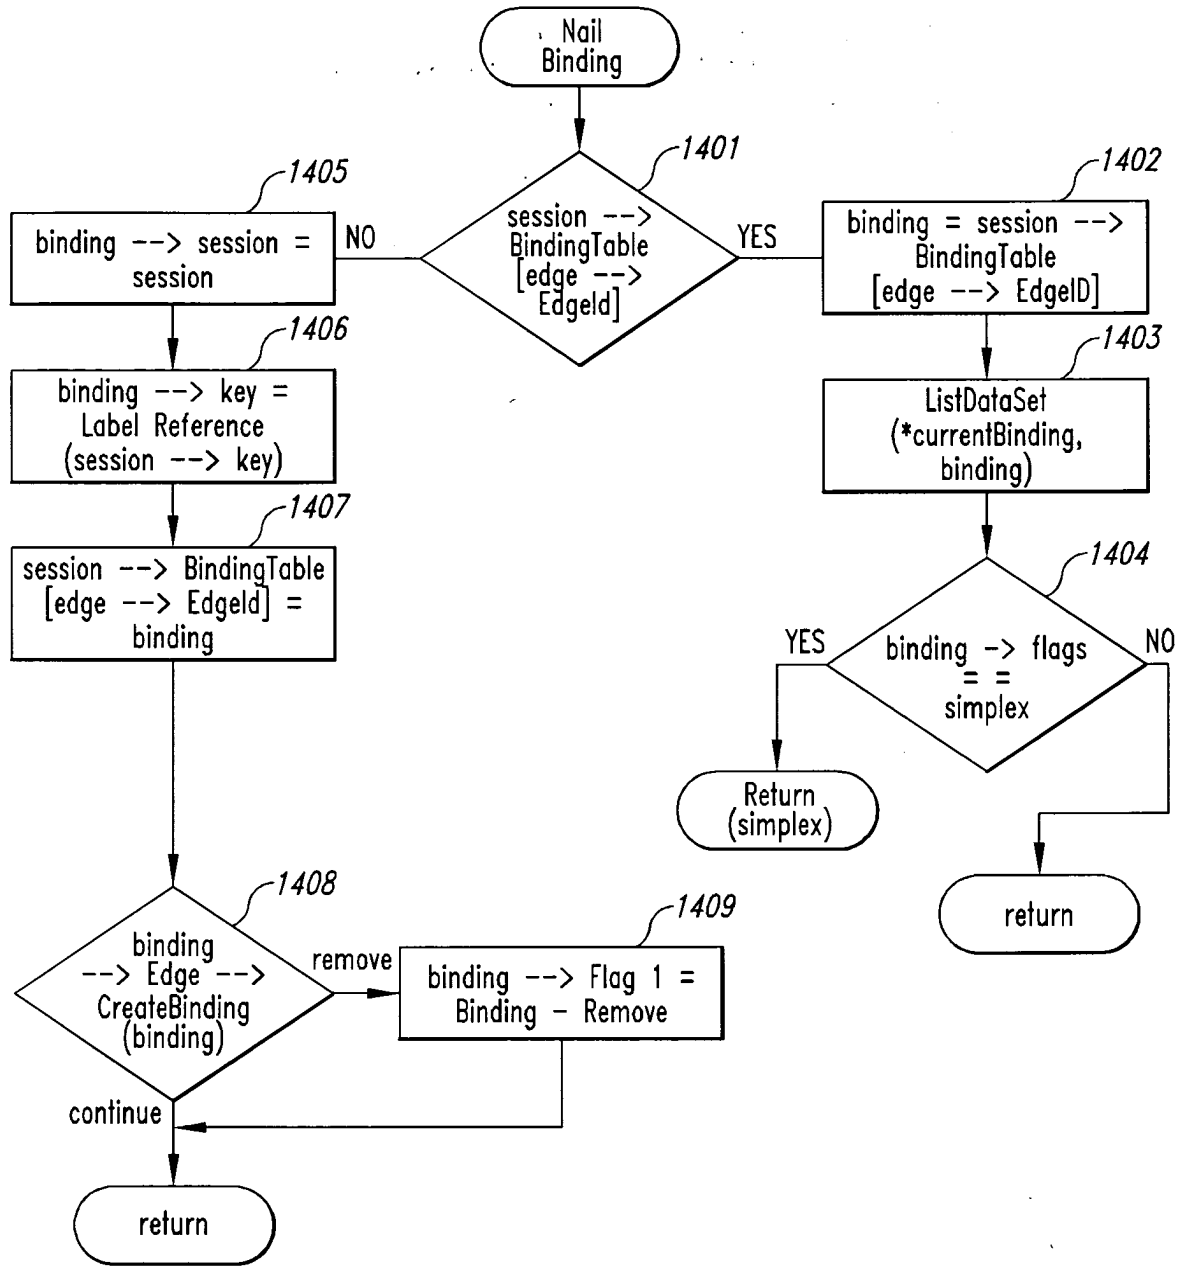 Nail
Binding
1401
session -->
BindingTable
[edge -->
EdgeId]
NO
YES
1405
binding --> session =
session
1406
binding --> key =
Label Reference
(session --> key)
1407
session --> BindingTable
[edge --> EdgeId] =
binding
1408
binding
--> Edge -->
CreateBinding
(binding)
remove
continue
1409
binding --> Flag 1 =
Binding - Remove
return
1402
binding = session -->
BindingTable
[edge --> EdgeID]
1403
ListDataSet
(*currentBinding,
binding)
1404
binding -> flags
= =
simplex
YES
NO
Return
(simplex)
return